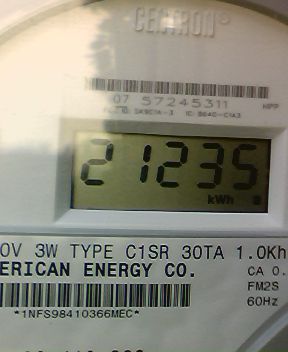 CENTRON®
07 57245311
21235
kWh
0V 3W TYPE C1SR 30TA 1.0Kh
ERICAN ENERGY CO.
CA 0.
FM2S
60Hz
*1NFS98410366MEC*